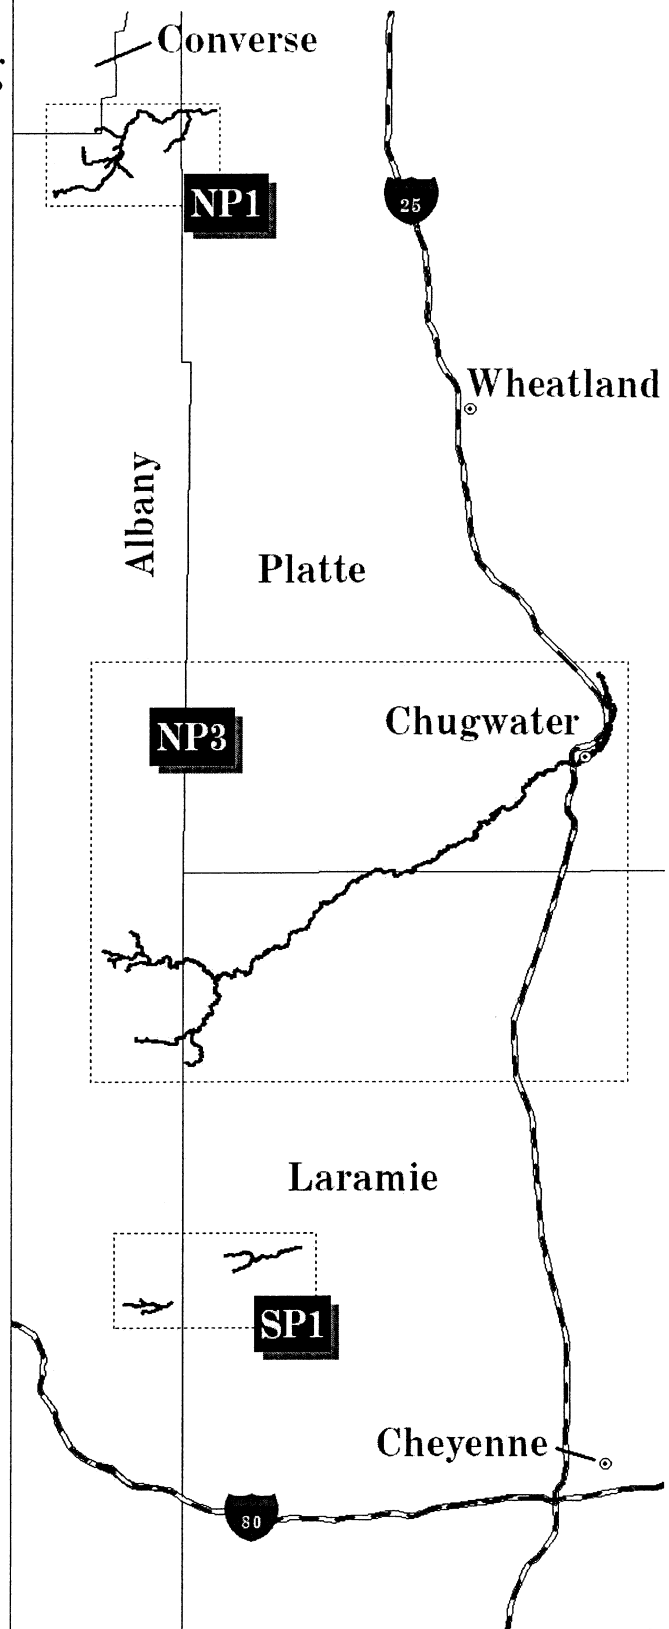 Converse
NP1
25
Wheatland
Albany
Platte
NP3
Chugwater
Laramie
SP1
Cheyenne
80